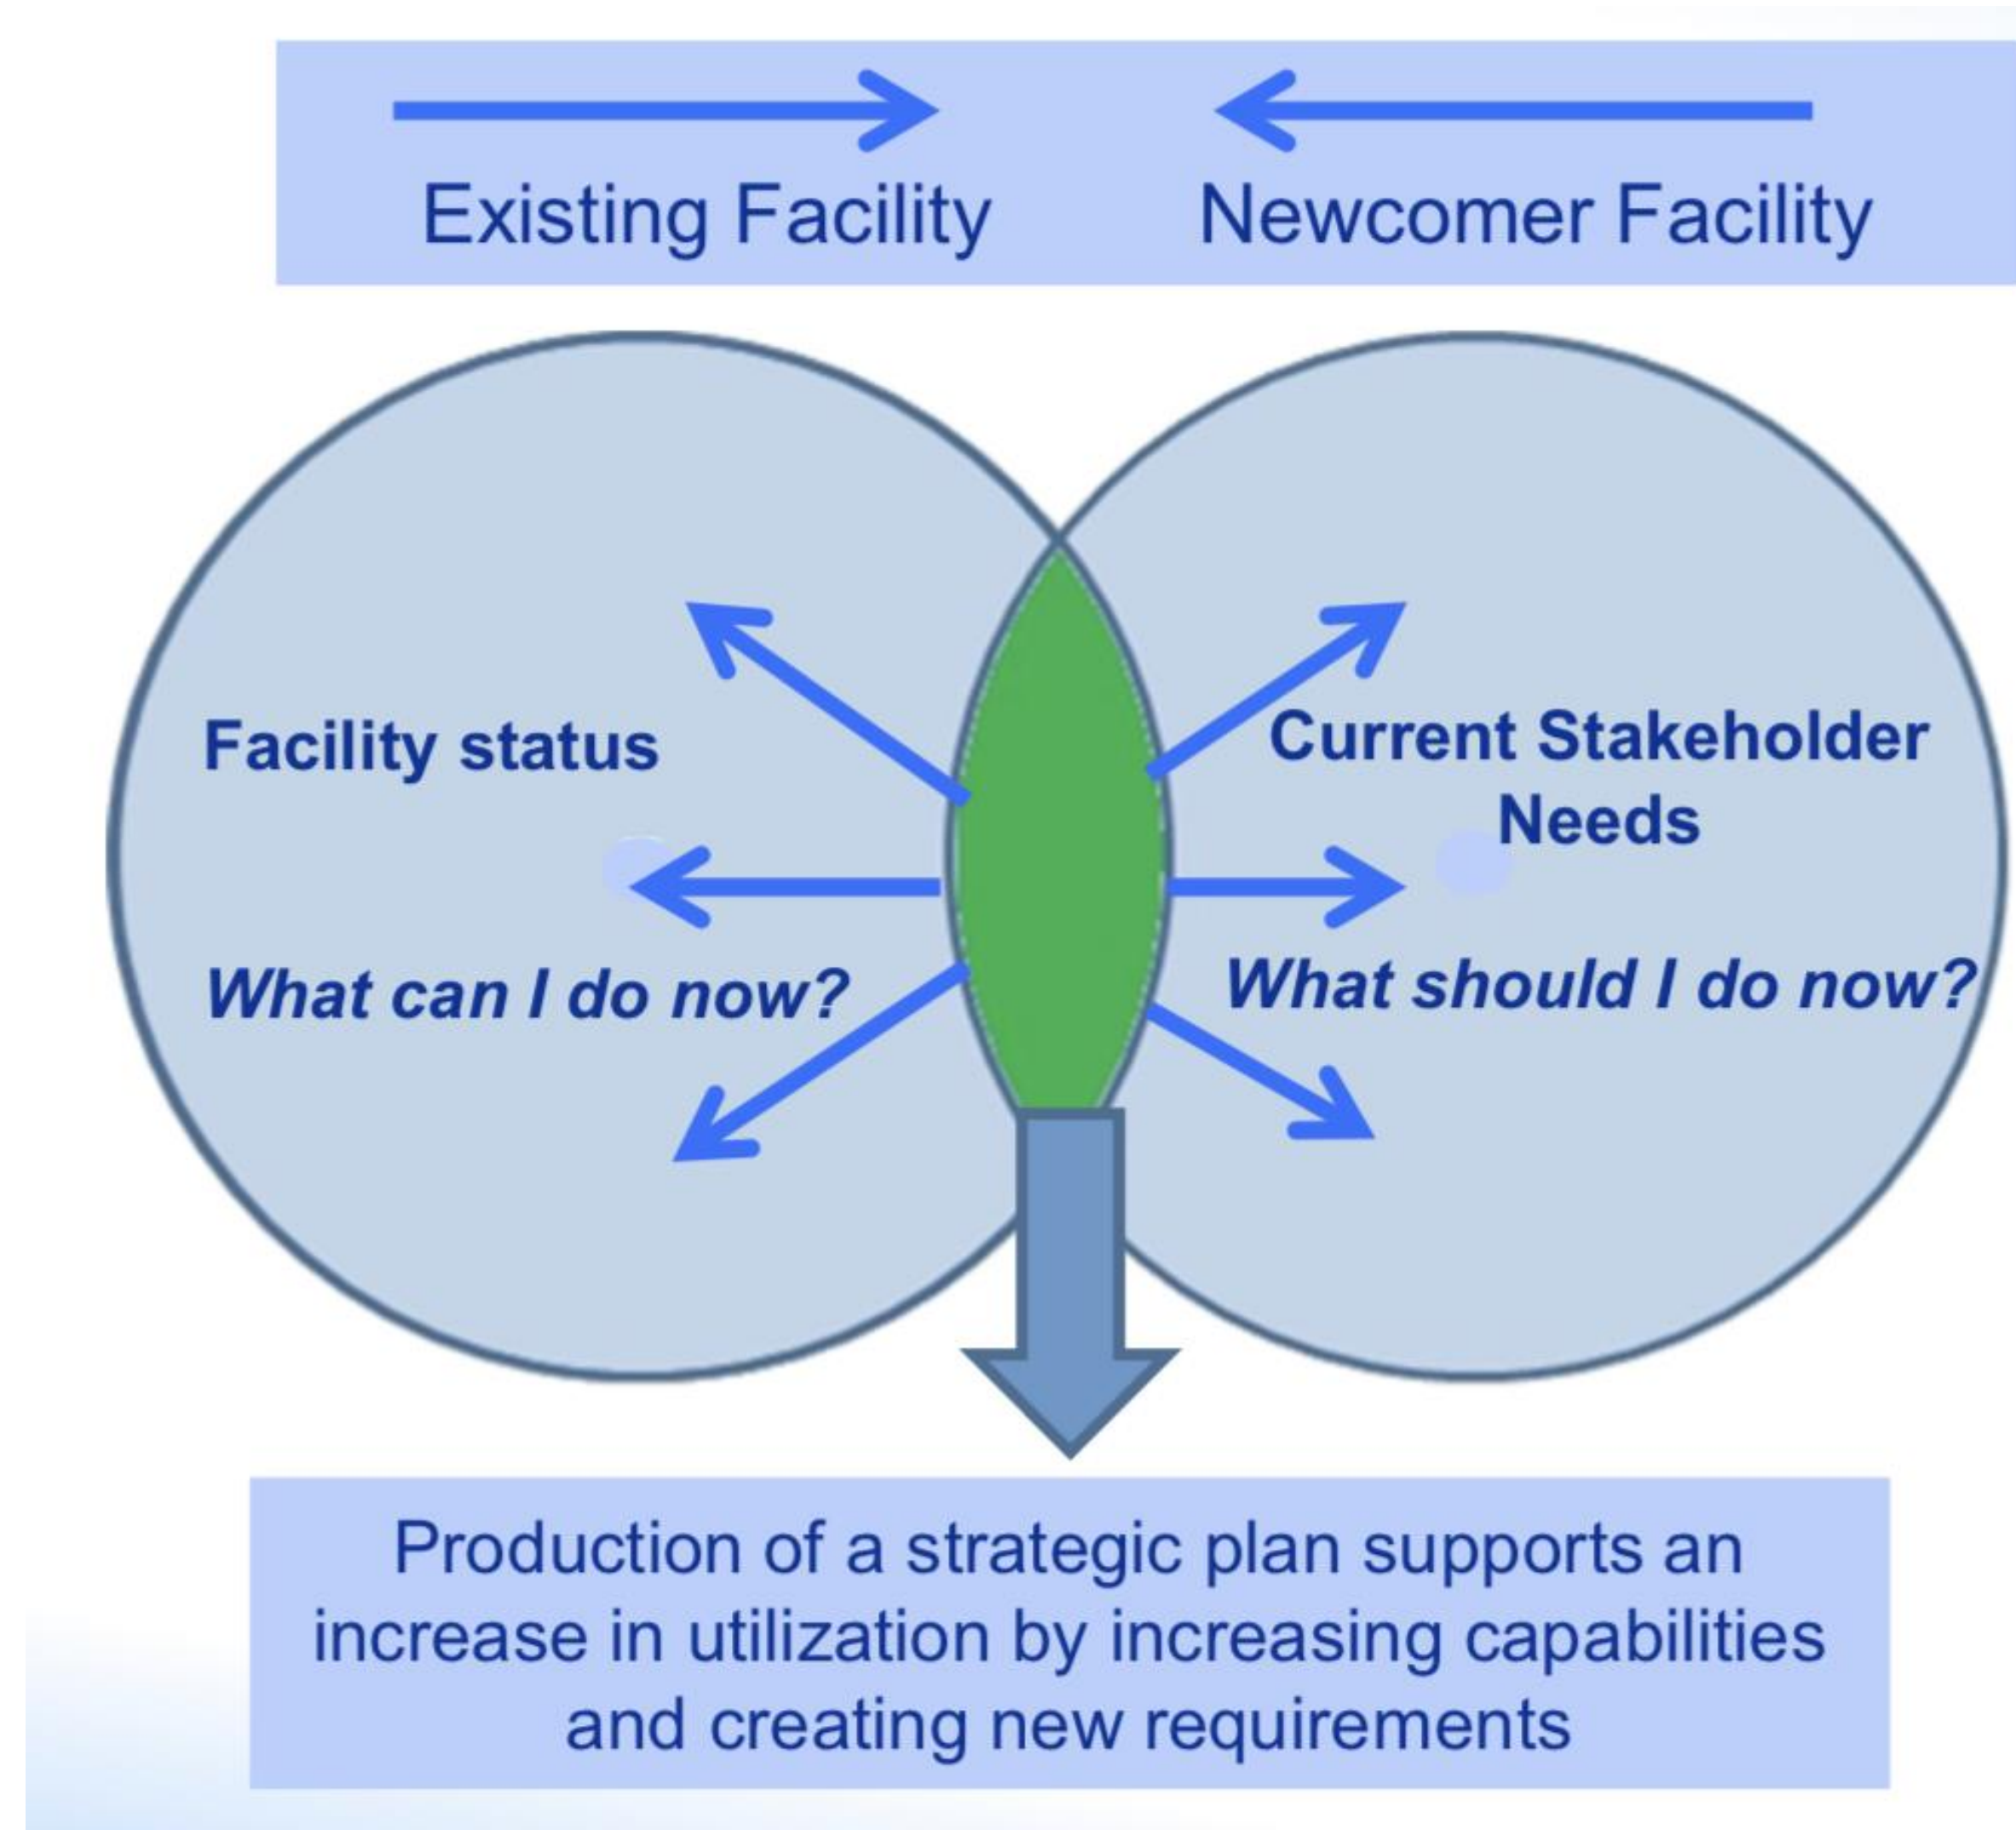 Existing Facility
Newcomer Facility
Facility status
Current Stakeholder
Needs
What can I do now?
What should I do now?
Production of a strategic plan supports an
increase in utilization by increasing capabilities
and creating new requirements